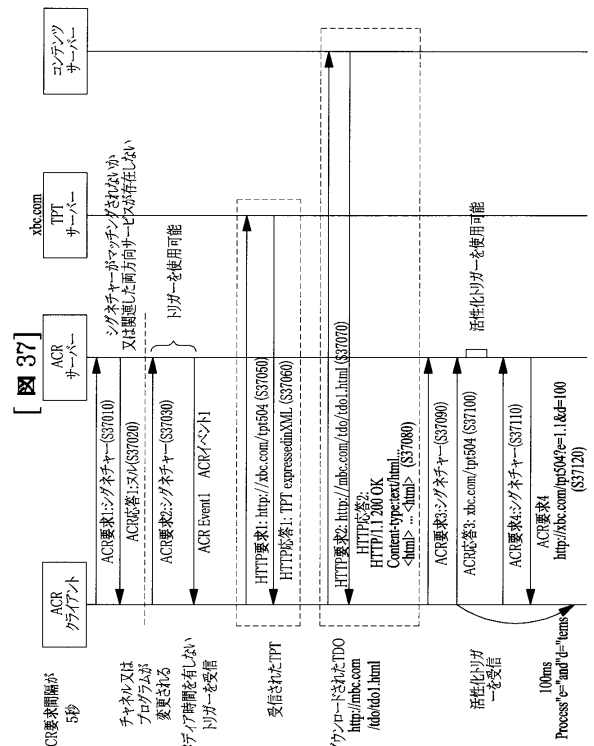 [ 図 37 ]
CR要求間隔が
5秒
ACR
クライアント
ACR
サーバー
xbc.com
TPT
サーバー
コンテンツ
サーバー
ACR要求1:シグネチャー(S37010)
シグネチャーがマッチングされないか
又は関連した両方向サービスが存在しない
ACR応答1:ヌル(S37020)
チャネル又は
プログラムが
変更される
ACR要求2:シグネチャー(S37030)
トリガーを使用可能
ACR Event1 ACRイベント1
ディア時間を有しない
トリガーを受信
HTTP要求1: http://xbc.com/tpt504 (S37050)
HTTP応答1: TPT expressedinXML (S37060)
受信されたTPT
HTTP要求2: http://mbc.com/tdo/tdo1.html (S37070)
HTTP応答2:
HTTP/1.1 200 OK
Content-type:text/html...
<html> ... <html> (S37080)
ダウンロードされたTDO
http://mbc.com
/tdo/tdo1.html
ACR要求3:シグネチャー(S37090)
ACR応答3: xbc.com/tpt504 (S37100)
活性化トリガーを使用可能
活性化トリガ
ーを受信
ACR要求4:シグネチャー(S37110)
ACR要求4
http://xbc.com/tpt504?e=1.1&d=100
(S37120)
100ms
Process"e="and"d="tems